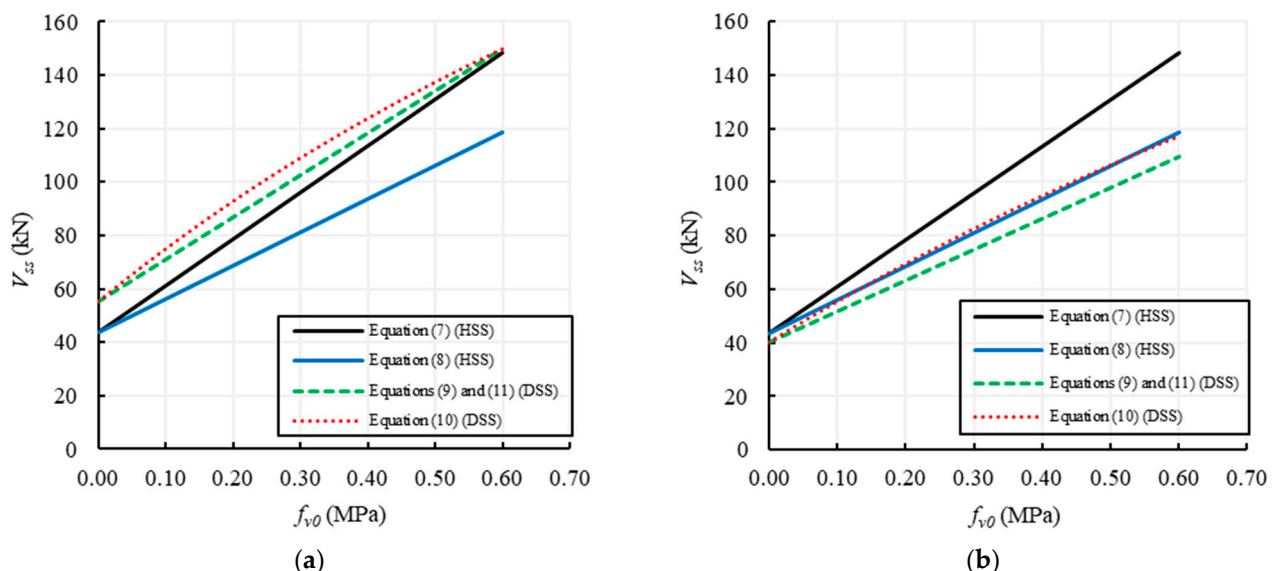 160
140
120
100
80
60
40
20
0
V_ss (kN)
Equation (7) (HSS)
Equation (8) (HSS)
Equations (9) and (11) (DSS)
Equation (10) (DSS)
0.00 0.10 0.20 0.30 0.40 0.50 0.60 0.70
f_v0 (MPa)
(a)
160
140
120
100
80
60
40
20
0
V_ss (kN)
Equation (7) (HSS)
Equation (8) (HSS)
Equations (9) and (11) (DSS)
Equation (10) (DSS)
0.00 0.10 0.20 0.30 0.40 0.50 0.60 0.70
f_v0 (MPa)
(b)